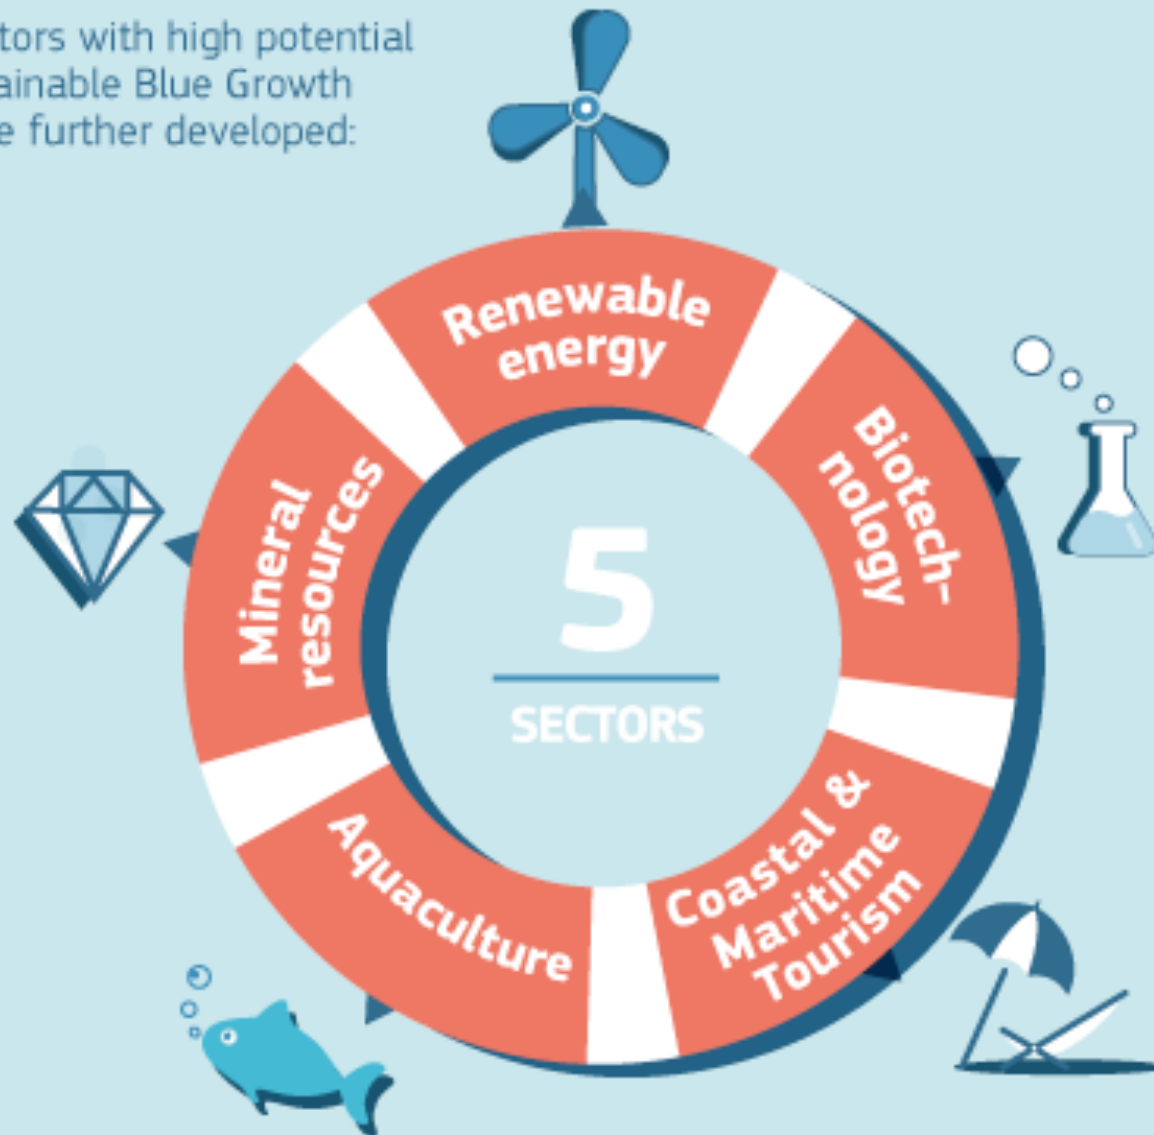 tors with high potential
ainable Blue Growth
e further developed:
Renewable
energy
Biotech-
nology
Coastal &
Maritime
Tourism
Aquaculture
Mineral
resources
5
SECTORS